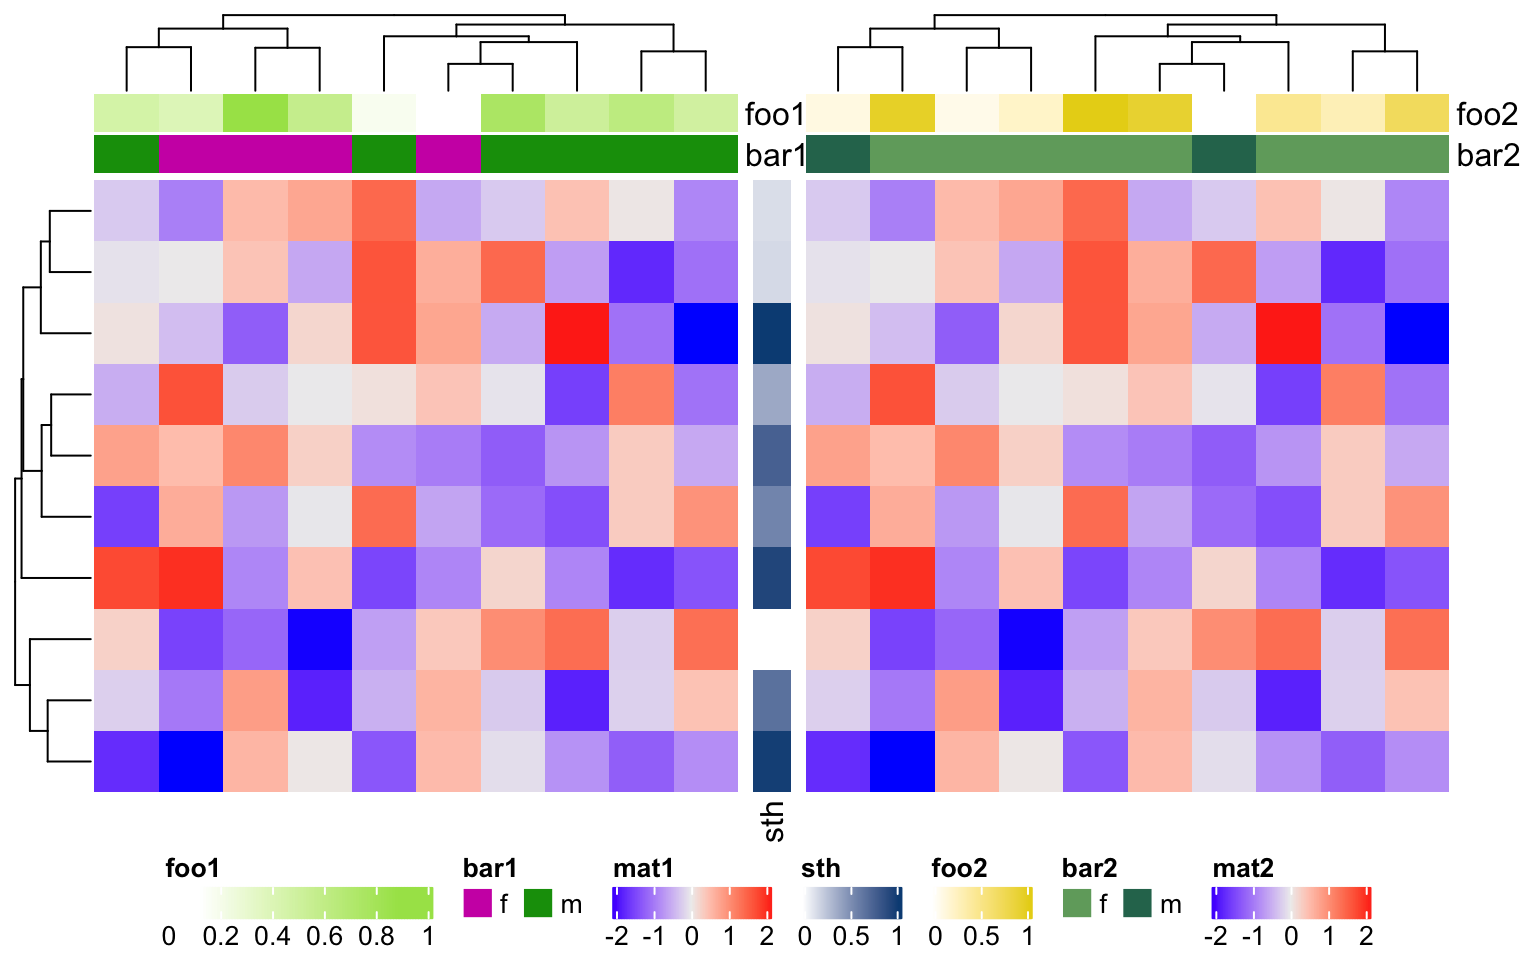 foo1
foo2
bar1
bar2
sth
foo1 bar1 mat1 sth foo2 bar2 mat2
f m f m
0 0.2 0.4 0.6 0.8 1 -2 -1 0 1 2 0 0.5 1 0 0.5 1 -2 -1 0 1 2